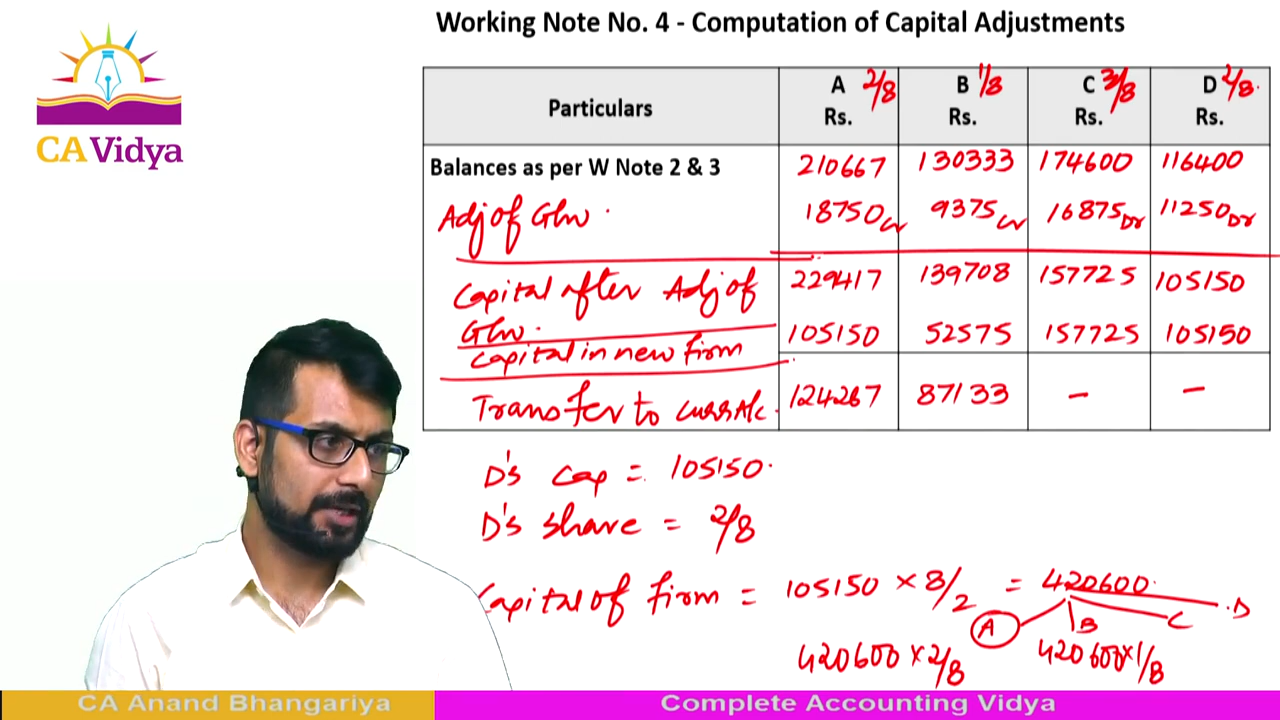 Working Note No. 4 - Computation of Capital Adjustments
CA Vidya
Particulars A 2/8 Rs. B 1/8 Rs. C 3/8 Rs. D 2/8 Rs.
Balances as per W Note 2 & 3 210667 130333 174600 116400
Adj of Glw. 18750 Cr 9375 Cr 16875 Dr 11250 Dr
Capital after Adj of Glw. 229417 139708 157725 105150
Capital in new firm 105150 52575 157725 105150
Transfer to curr A/c. 124267 87133 - -
D's cap = 105150.
D's share = 2/8
Capital of firm = 105150 × 8/2 = 420600.
A B C D
420600 × 2/8 420600 × 1/8
CA Anand Bhangariya
Complete Accounting Vidya